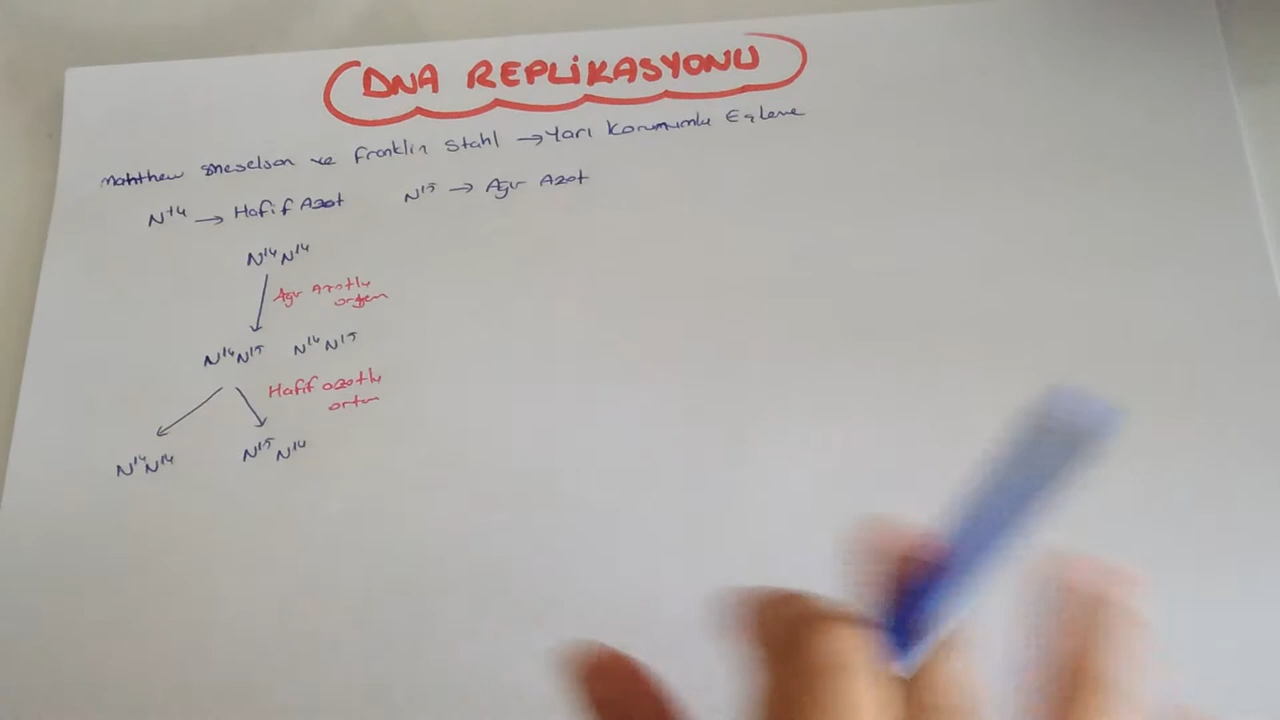 DNA REPLİKASYONU
Mahthew Meselson ve Franklin Stahl → Yarı Korunumlu Eşleme
N¹⁴ → Hafif Azot N¹⁵ → Ağır Azot
N¹⁴N¹⁴
Ağır Azotlu
ortam
N¹⁴N¹⁵ N¹⁴N¹⁵
Hafif azotlu
ortam
N¹⁴N¹⁴ N¹⁵N¹⁴